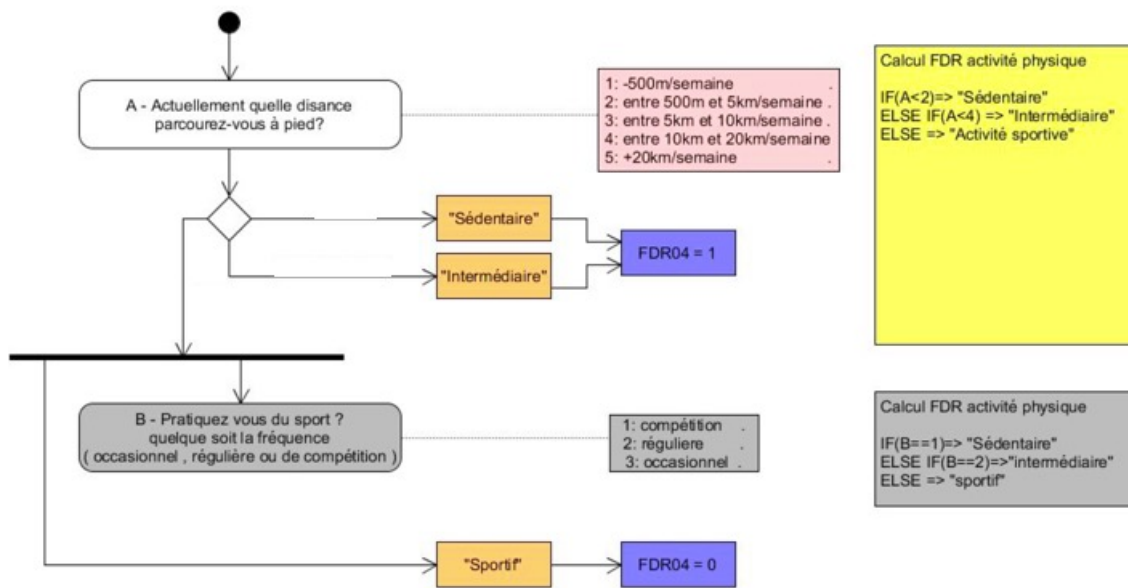 A - Actuellement quelle disance
parcourez-vous à pied?
1: -500m/semaine .
2: entre 500m et 5km/semaine .
3: entre 5km et 10km/semaine .
4: entre 10km et 20km/semaine
5: +20km/semaine .
Calcul FDR activité physique
IF(A<2)=> "Sédentaire"
ELSE IF(A<4) => "Intermédiaire"
ELSE => "Activité sportive"
"Sédentaire"
"Intermédiaire"
FDR04 = 1
B - Pratiquez vous du sport ?
quelque soit la fréquence
( occasionnel , régulière ou de compétition )
1: compétition .
2: réguliere .
3: occasionnel .
Calcul FDR activité physique
IF(B==1)=> "Sédentaire"
ELSE IF(B==2)=>"intermédiaire"
ELSE => "sportif"
"Sportif"
FDR04 = 0